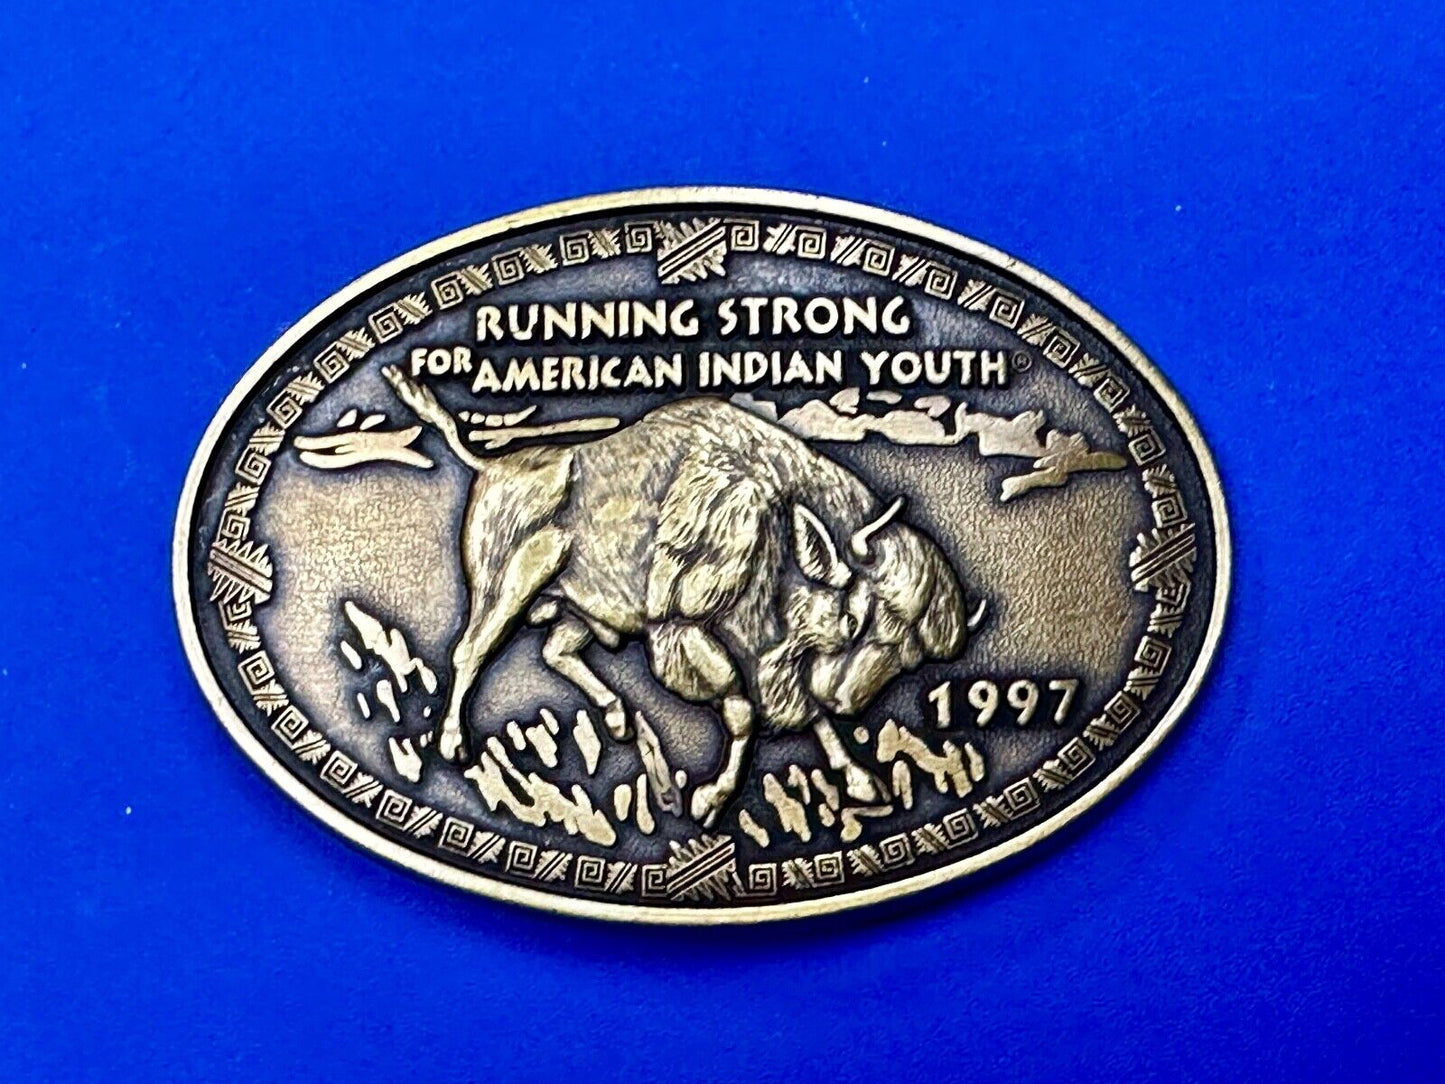 RUNNING STRONG
FOR AMERICAN INDIAN YOUTH®
1997